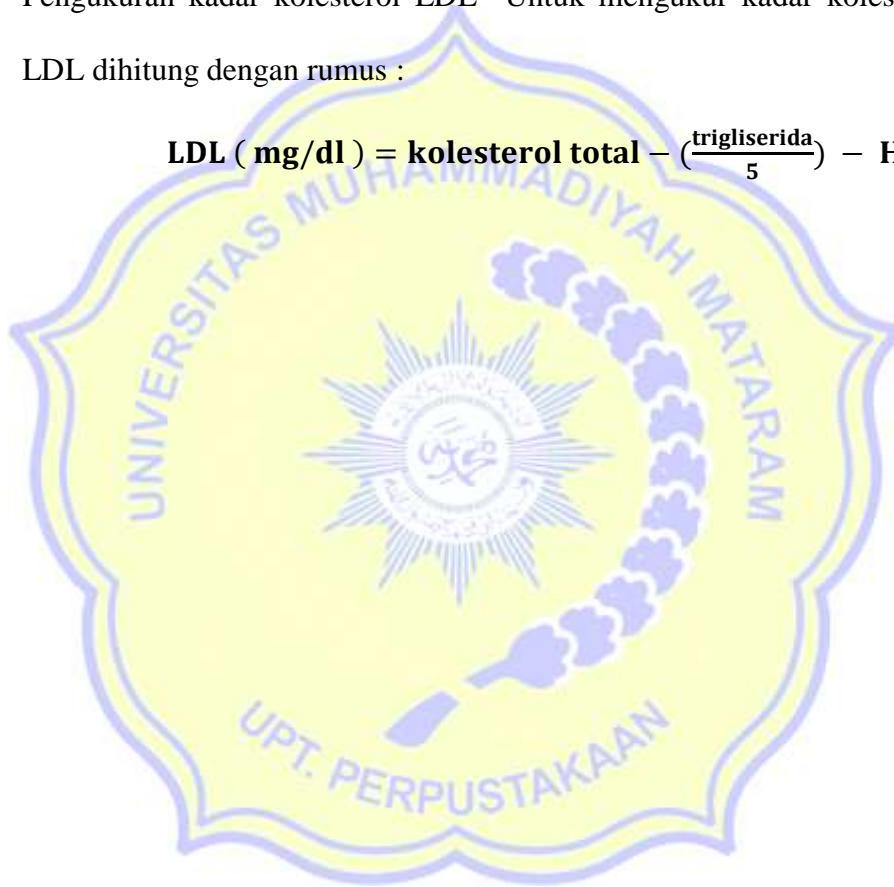 Pengukuran kadar kolesterol LDL Untuk mengukur kadar koles
LDL dihitung dengan rumus :
LDL ( mg/dl ) = kolesterol total − (trigliserida/5) − H
UNIVERSITAS MUHAMMADIYAH MATARAM
UPT. PERPUSTAKAAN